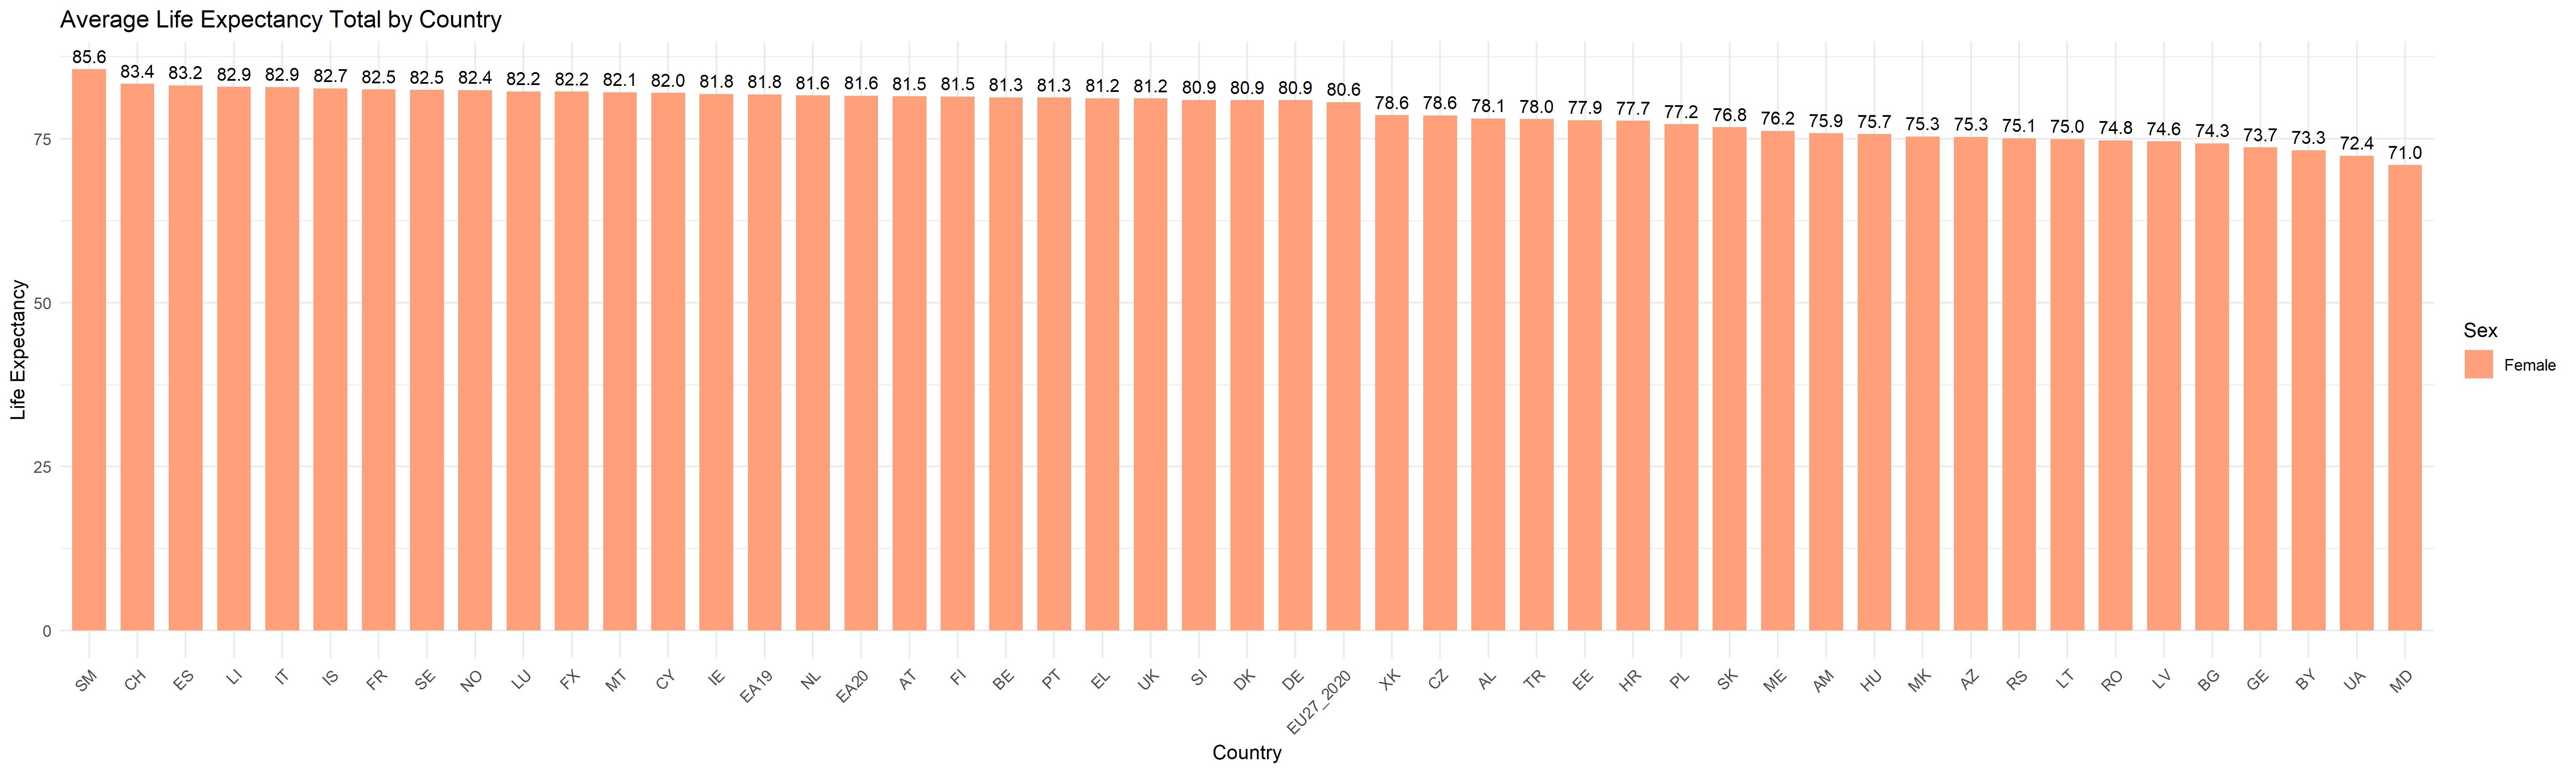 Average Life Expectancy Total by Country
85.6 83.4 83.2 82.9 82.9 82.7 82.5 82.5 82.4 82.2 82.2 82.1 82.0 81.8 81.8 81.6 81.6 81.5 81.5 81.3 81.3 81.2 81.2 80.9 80.9 80.9 80.6 78.6 78.6 78.1 78.0 77.9 77.7 77.2 76.8 76.2 75.9 75.7 75.3 75.3 75.1 75.0 74.8 74.6 74.3 73.7 73.3 72.4 71.0
75
50
25
0
Life Expectancy
SM CH ES LI IT IS FR SE NO LU FX MT CY IE EA19 NL EA20 AT FI BE PT EL UK SI DK DE EU27_2020 XK CZ AL TR EE HR PL SK ME AM HU MK AZ RS LT RO LV BG GE BY UA MD
Country
Sex
Female